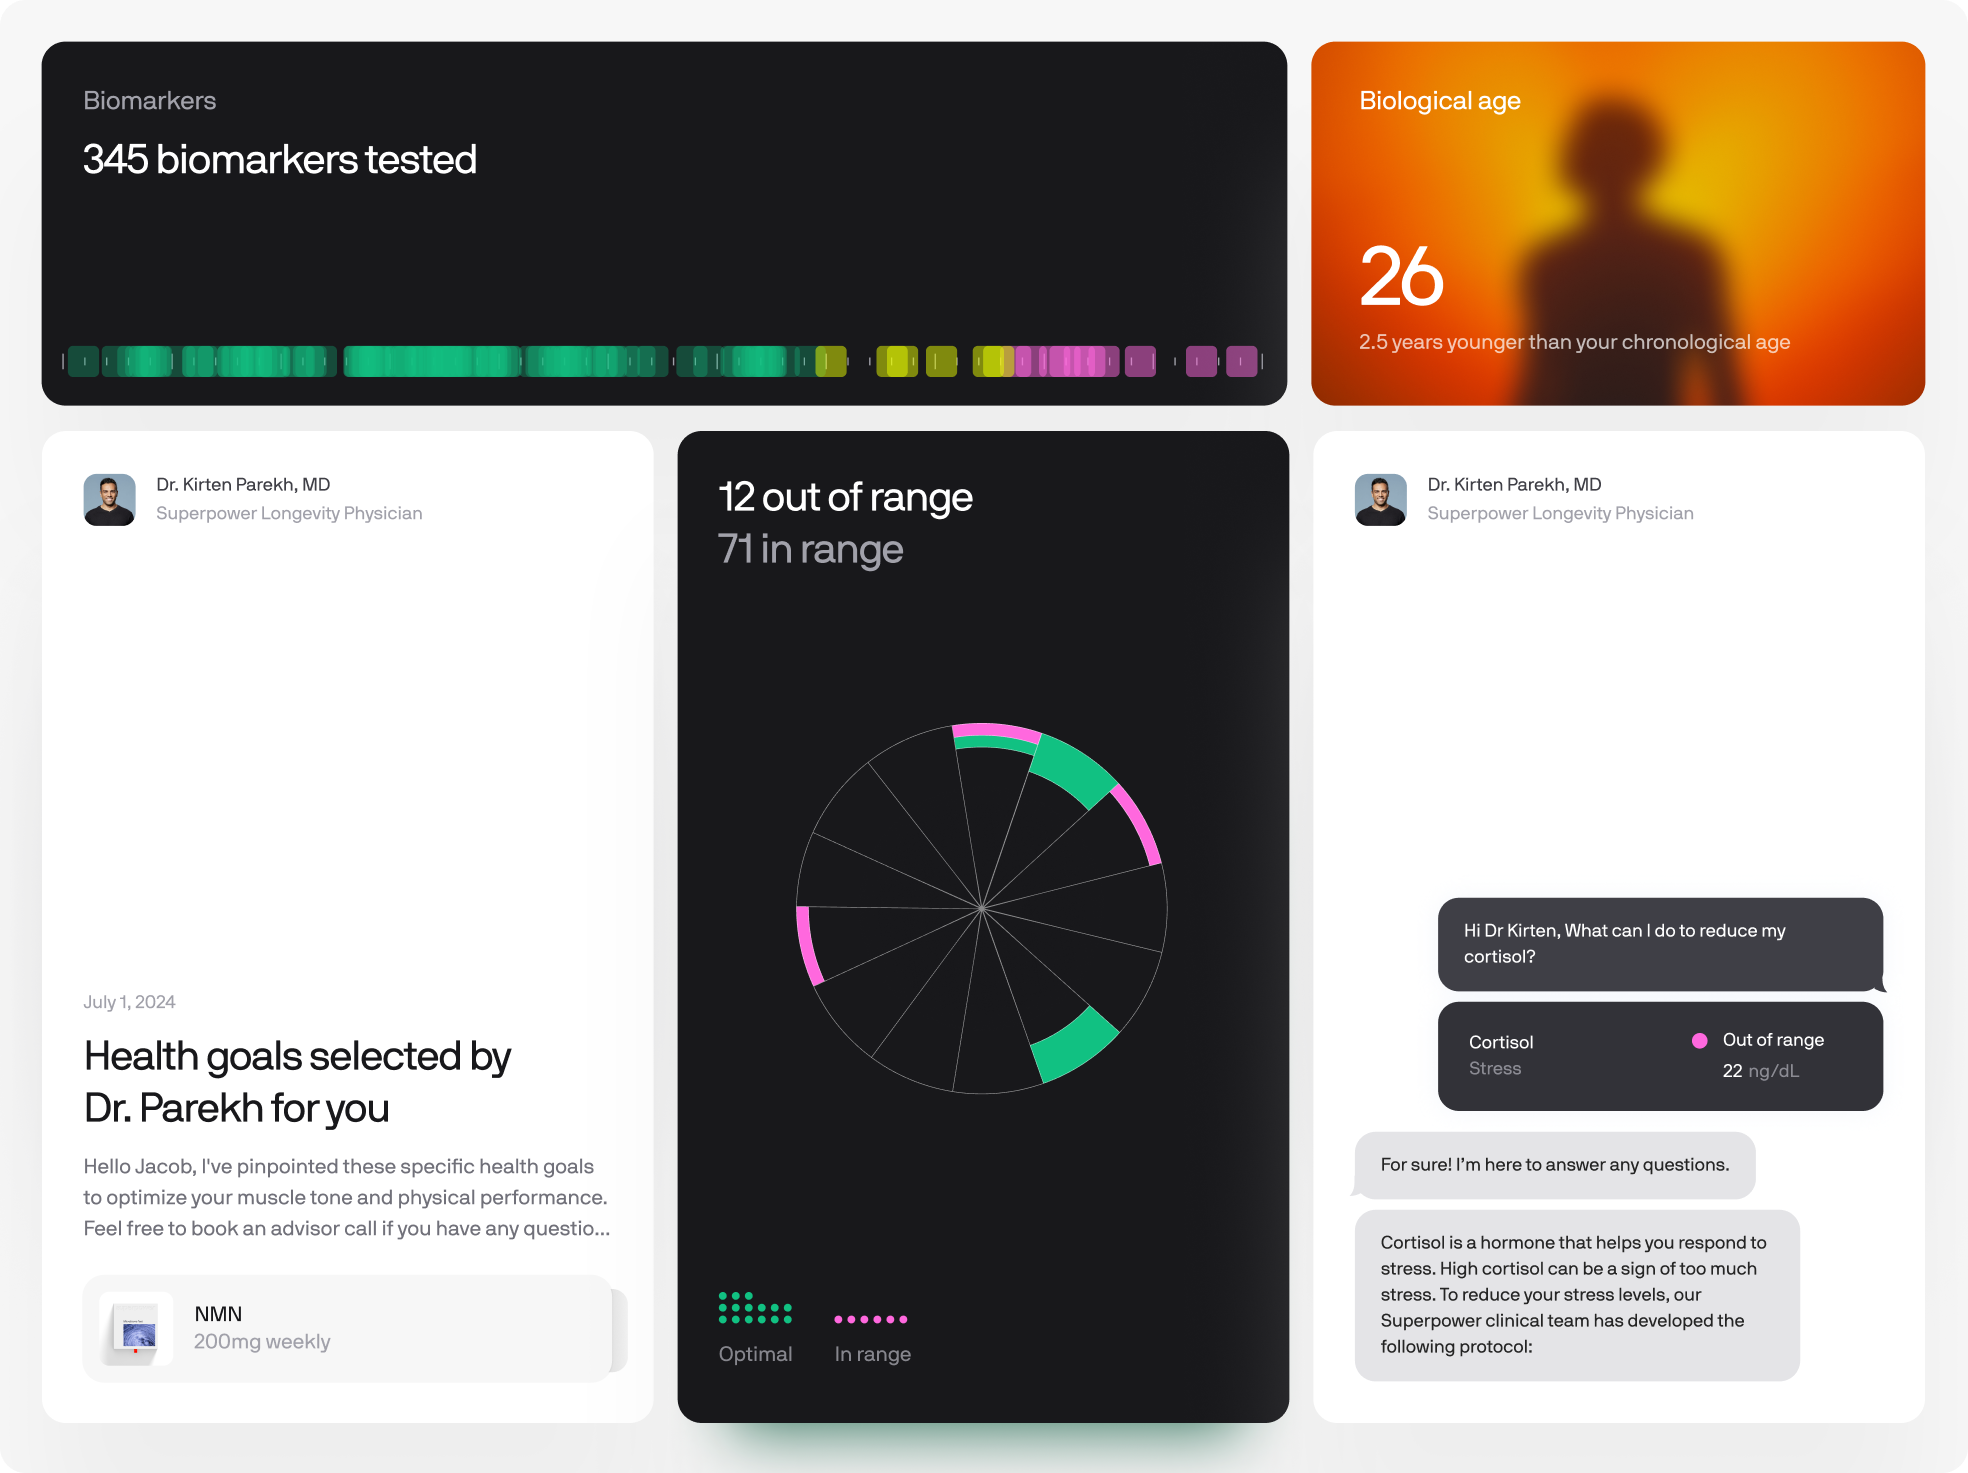 Biomarkers
345 biomarkers tested
Biological age
26
2.5 years younger than your chronological age
Dr. Kirten Parekh, MD
Superpower Longevity Physician
July 1, 2024
Health goals selected by
Dr. Parekh for you
Hello Jacob, I've pinpointed these specific health goals
to optimize your muscle tone and physical performance.
Feel free to book an advisor call if you have any questio...
NMN
200mg weekly
12 out of range
71 in range
Optimal
In range
Dr. Kirten Parekh, MD
Superpower Longevity Physician
Hi Dr Kirten, What can I do to reduce my
cortisol?
Cortisol
Out of range
Stress
22 ng/dL
For sure! I’m here to answer any questions.
Cortisol is a hormone that helps you respond to
stress. High cortisol can be a sign of too much
stress. To reduce your stress levels, our
Superpower clinical team has developed the
following protocol: